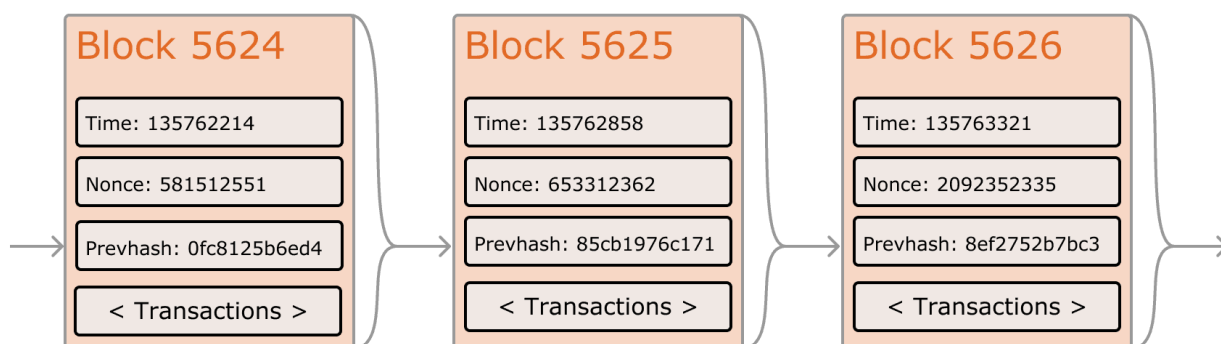 Block 5624
Time: 135762214
Nonce: 581512551
Prevhash: 0fc8125b6ed4
< Transactions >
Block 5625
Time: 135762858
Nonce: 653312362
Prevhash: 85cb1976c171
< Transactions >
Block 5626
Time: 135763321
Nonce: 2092352335
Prevhash: 8ef2752b7bc3
< Transactions >